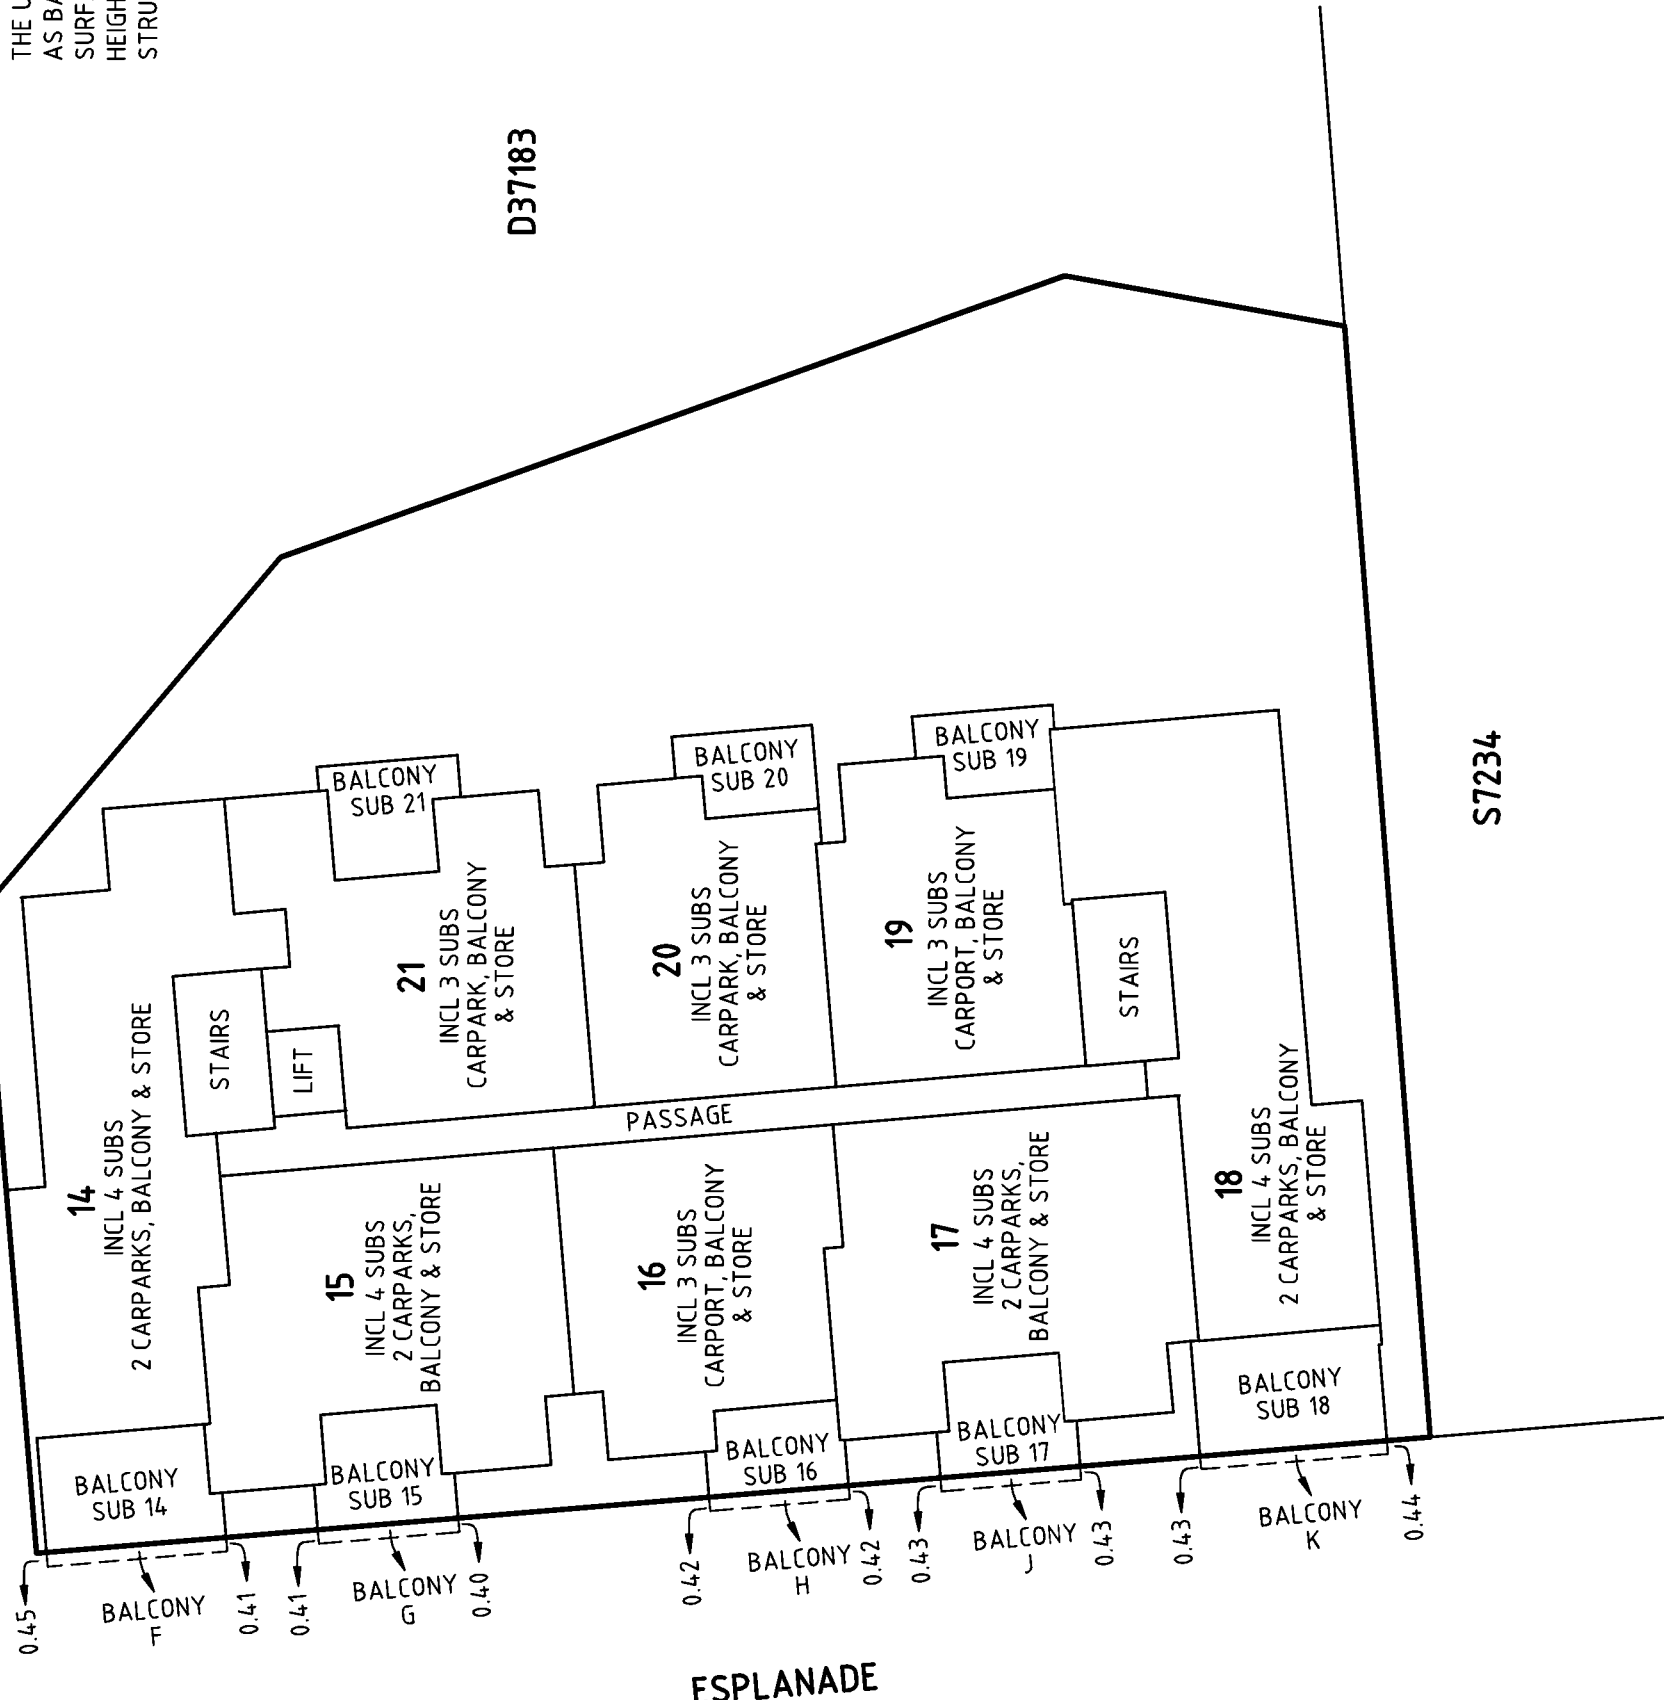 THE U
AS BA
SURF
HEIGH
STRU
D37183
S7234
BALCONY
SUB 21
BALCONY
SUB 20
BALCONY
SUB 19
14
INCL 4 SUBS
2 CARPARKS, BALCONY & STORE
STAIRS
LIFT
21
INCL 3 SUBS
CARPARK, BALCONY
& STORE
20
INCL 3 SUBS
CARPARK, BALCONY
& STORE
19
INCL 3 SUBS
CARPORT, BALCONY
& STORE
STAIRS
PASSAGE
15
INCL 4 SUBS
2 CARPARKS,
BALCONY & STORE
16
INCL 3 SUBS
CARPORT, BALCONY
& STORE
17
INCL 4 SUBS
2 CARPARKS,
BALCONY & STORE
18
INCL 4 SUBS
2 CARPARKS, BALCONY
& STORE
BALCONY
SUB 14
BALCONY
SUB 15
BALCONY
SUB 16
BALCONY
SUB 17
BALCONY
SUB 18
0.45
BALCONY
F
0.41
0.41
BALCONY
G
0.40
0.42
BALCONY
H
0.42
0.43
BALCONY
J
0.43
0.43
BALCONY
K
0.44
ESPLANADE